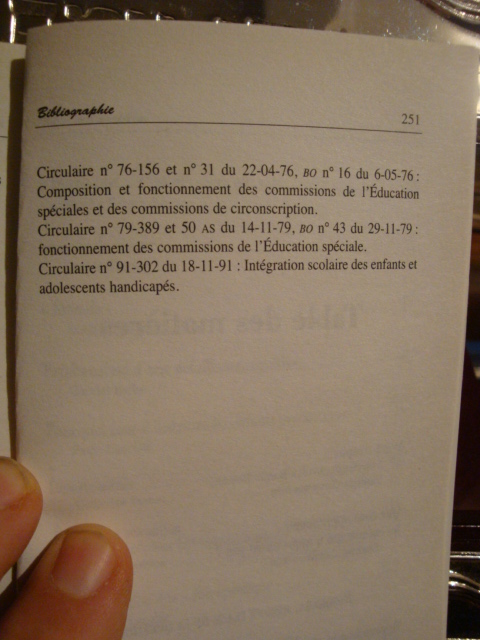 Bibliographie 251
Circulaire n° 76-156 et n° 31 du 22-04-76, BO n° 16 du 6-05-76 :
Composition et fonctionnement des commissions de l'Éducation
spéciales et des commissions de circonscription.
Circulaire n° 79-389 et 50 AS du 14-11-79, BO n° 43 du 29-11-79 :
fonctionnement des commissions de l'Éducation spéciale.
Circulaire n° 91-302 du 18-11-91 : Intégration scolaire des enfants et
adolescents handicapés.